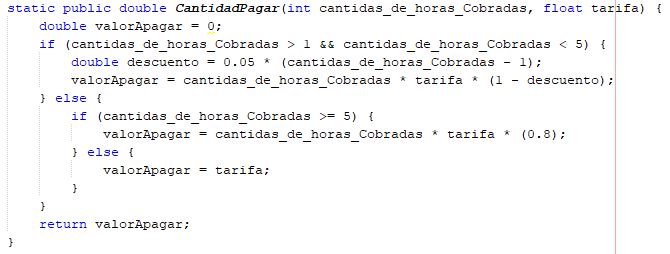 static public double CantidadPagar(int cantidas_de_horas_Cobradas, float tarifa) {
double valorApagar = 0;
if (cantidas_de_horas_Cobradas > 1 && cantidas_de_horas_Cobradas < 5) {
double descuento = 0.05 * (cantidas_de_horas_Cobradas - 1);
valorApagar = cantidas_de_horas_Cobradas * tarifa * (1 - descuento);
} else {
if (cantidas_de_horas_Cobradas >= 5) {
valorApagar = cantidas_de_horas_Cobradas * tarifa * (0.8);
} else {
valorApagar = tarifa;
}
}
return valorApagar;
}